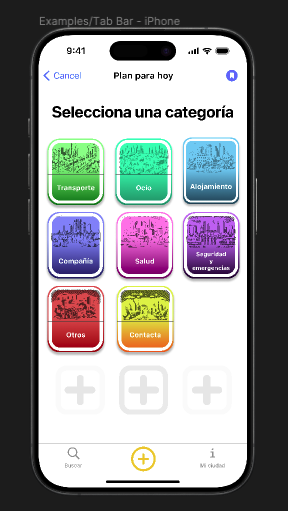 Examples/Tab Bar - iPhone
9:41
Cancel
Plan para hoy
Selecciona una categoría
Transporte
Ocio
Alojamiento
Compañía
Salud
Seguridad
y
emergencias
Otros
Contacta
Buscar
Mi ciudad